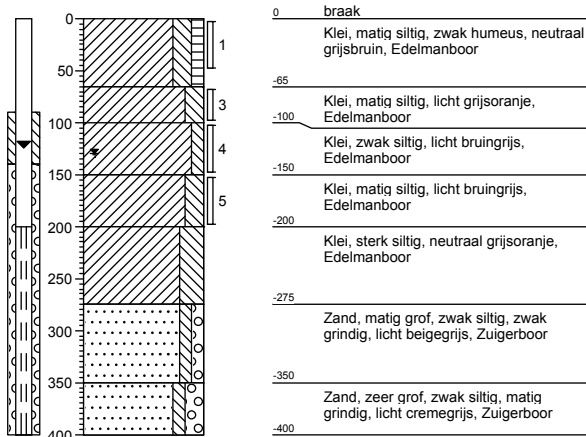 0
50
100
150
200
250
300
350
400
1
3
4
5
0 braak
Klei, matig siltig, zwak humeus, neutraal
grijsbruin, Edelmanboor
-65
Klei, matig siltig, licht grijsoranje,
Edelmanboor
-100
Klei, zwak siltig, licht bruingrijs,
Edelmanboor
-150
Klei, matig siltig, licht bruingrijs,
Edelmanboor
-200
Klei, sterk siltig, neutraal grijsoranje,
Edelmanboor
-275
Zand, matig grof, zwak siltig, zwak
grindig, licht beigegrijs, Zuigerboor
-350
Zand, zeer grof, zwak siltig, matig
grindig, licht cremegrijs, Zuigerboor
-400